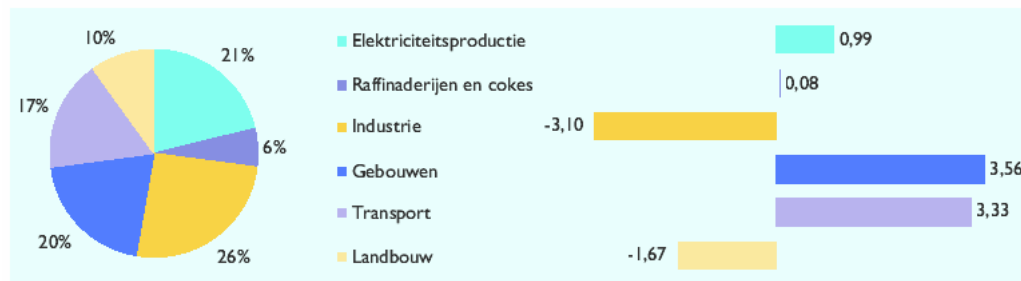 10%
21%
17%
6%
20%
26%
Elektriciteitsproductie 0,99
Raffinaderijen en cokes 0,08
Industrie -3,10
Gebouwen 3,56
Transport 3,33
Landbouw -1,67